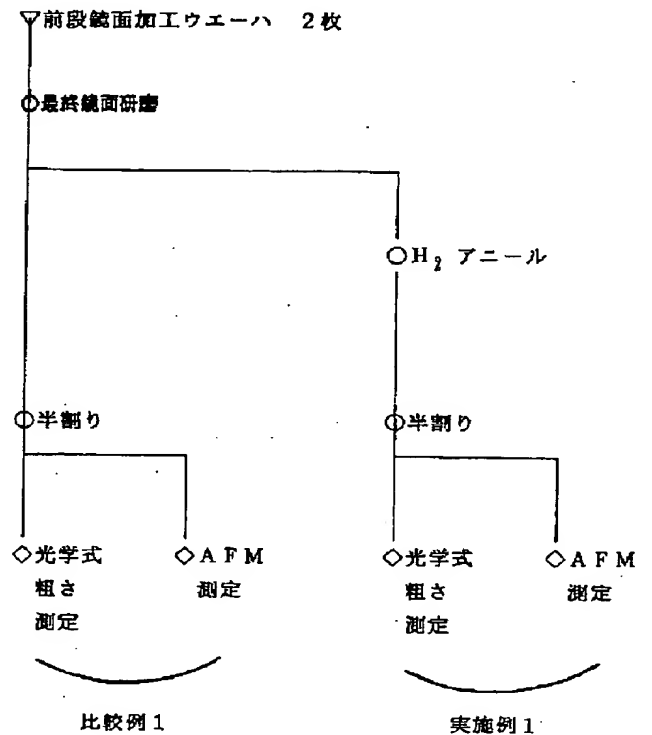 前段鏡面加工ウエーハ 2枚
最終鏡面研磨
H2 アニール
半割り
半割り
光学式
粗さ
測定
AFM
測定
光学式
粗さ
測定
AFM
測定
比較例1
実施例1